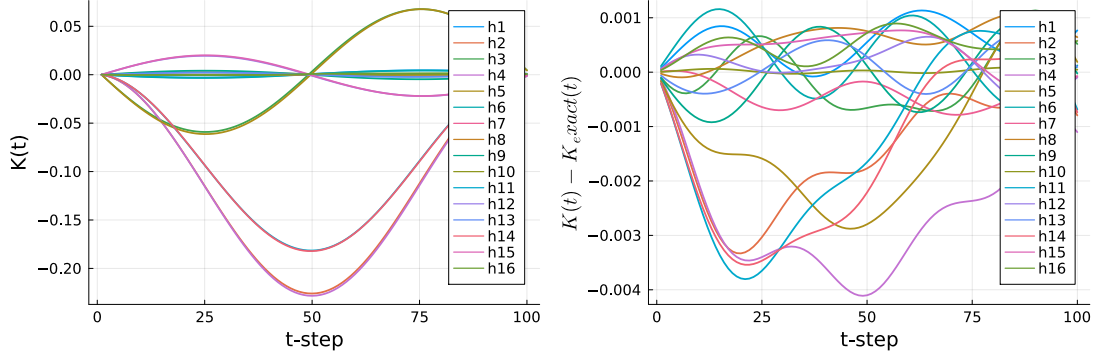 K(t)
0.05
0.00
−0.05
−0.10
−0.15
−0.20
0
25
50
75
100
t-step
h1
h2
h3
h4
h5
h6
h7
h8
h9
h10
h11
h12
h13
h14
h15
h16
K(t) − K_exact(t)
0.001
0.000
−0.001
−0.002
−0.003
−0.004
0
25
50
75
100
t-step
h1
h2
h3
h4
h5
h6
h7
h8
h9
h10
h11
h12
h13
h14
h15
h16